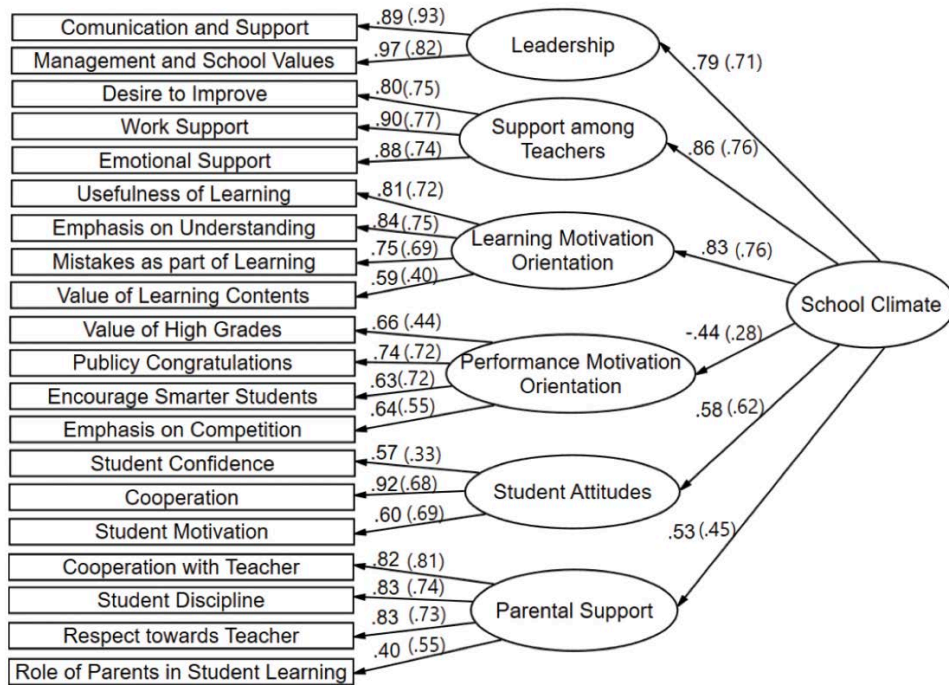 Comunication and Support
Management and School Values
Desire to Improve
Work Support
Emotional Support
Usefulness of Learning
Emphasis on Understanding
Mistakes as part of Learning
Value of Learning Contents
Value of High Grades
Publicy Congratulations
Encourage Smarter Students
Emphasis on Competition
Student Confidence
Cooperation
Student Motivation
Cooperation with Teacher
Student Discipline
Respect towards Teacher
Role of Parents in Student Learning
.89 (.93)
.97 (.82)
.80(.75)
.90(.77)
.88 (.74)
.81(.72)
.84(.75)
.75(.69)
.59(.40)
.66 (.44)
.74 (.72)
.63(.72)
.64(.55)
.57 (.33)
.92(.68)
.60 (.69)
.82 (.81)
.83 (.74)
.83 (.73)
.40 (.55)
Leadership
Support among
Teachers
Learning Motivation
Orientation
Performance Motivation
Orientation
Student Attitudes
Parental Support
.79 (.71)
.86 (.76)
.83 (.76)
-.44 (.28)
.58 (.62)
.53(.45)
School Climate